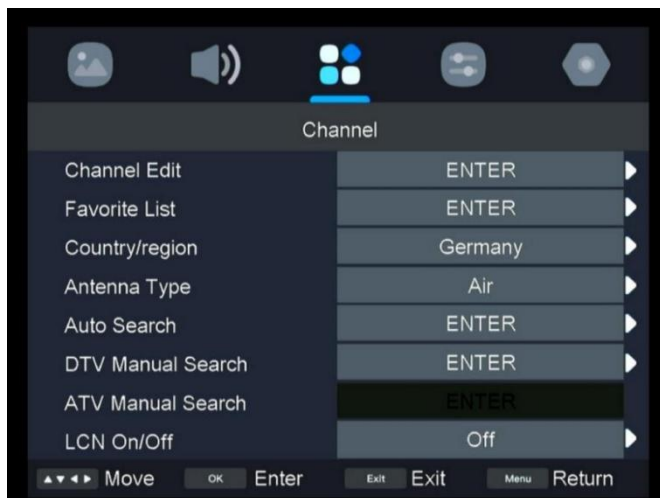 Channel
Channel Edit ENTER
Favorite List ENTER
Country/region Germany
Antenna Type Air
Auto Search ENTER
DTV Manual Search ENTER
ATV Manual Search ENTER
LCN On/Off Off
Move OK Enter Exit Exit Menu Return